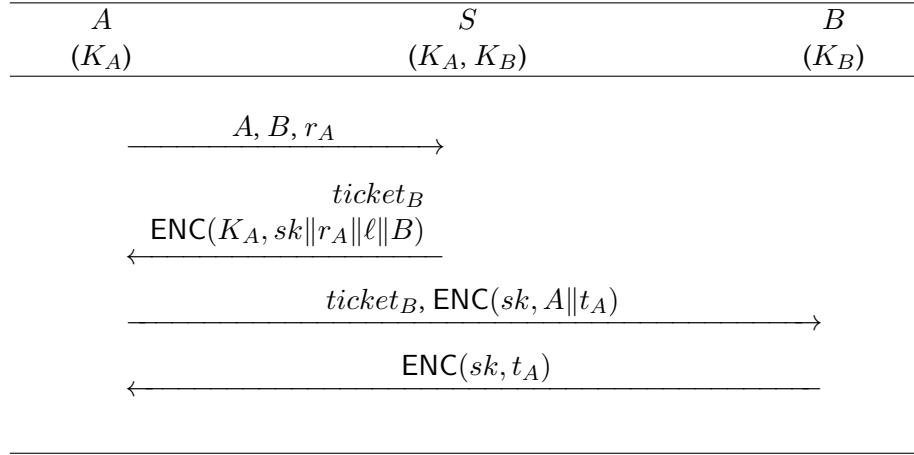 A S B
(K_A) (K_A, K_B) (K_B)
A, B, r_A
ticket_B
ENC(K_A, sk‖r_A‖ℓ‖B)
ticket_B, ENC(sk, A‖t_A)
ENC(sk, t_A)